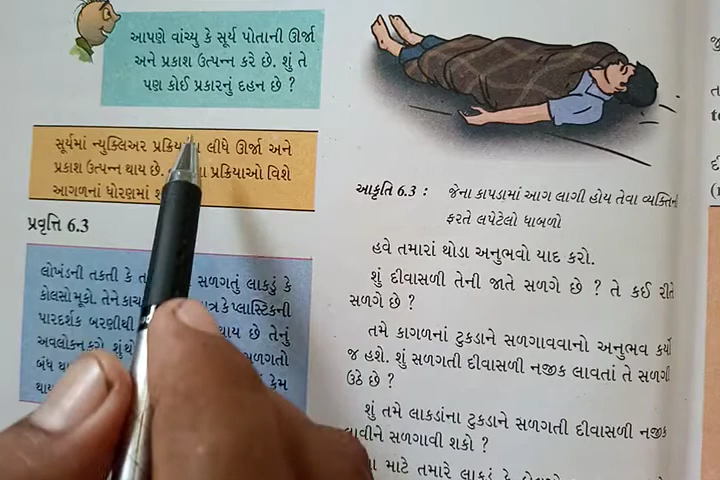 આપણે વાંચ્યુ કે સૂર્ય પોતાની ઊર્જા
અને પ્રકાશ ઉત્પન્ન કરે છે. શું તે
પણ કોઈ પ્રકારનું દહન છે ?
સૂર્યમાં ન્યુક્લિઅર લીધે ઊર્જા અને
પ્રકાશ ઉત્પન્ન થાય છે. પ્રક્રિયાઓ વિશે
આગળનાં ધોરણમાં
પ્રવૃત્તિ 6.3
લોખંડની તકતી કે સળગતું લાકડું કે
કોલસો મૂકો. તેને કે પ્લાસ્ટિકની
પારદર્શક બરણીથી થાય છે તેનું
અવલોકન કરો. સળગતો
બંધ
કેમ
આકૃતિ 6.3 : જેના કાપડામાં આગ લાગી હોય તેવા વ્યક્તિની
ફરતે લપેટેલો ધાબળો
હવે તમારાં થોડા અનુભવો યાદ કરો.
શું દીવાસળી તેની જાતે સળગે છે ? તે કઈ રીતે
સળગે છે ?
તમે કાગળનાં ટુકડાને સળગાવવાનો અનુભવ કર્યો
જ હશે. શું સળગતી દીવાસળી નજીક લાવતાં તે સળગી
ઉઠે છે ?
શું તમે લાકડાંના ટુકડાને સળગતી દીવાસળી નજીક
લાવીને સળગાવી શકો ?
માટે તમારે લાકડું કે